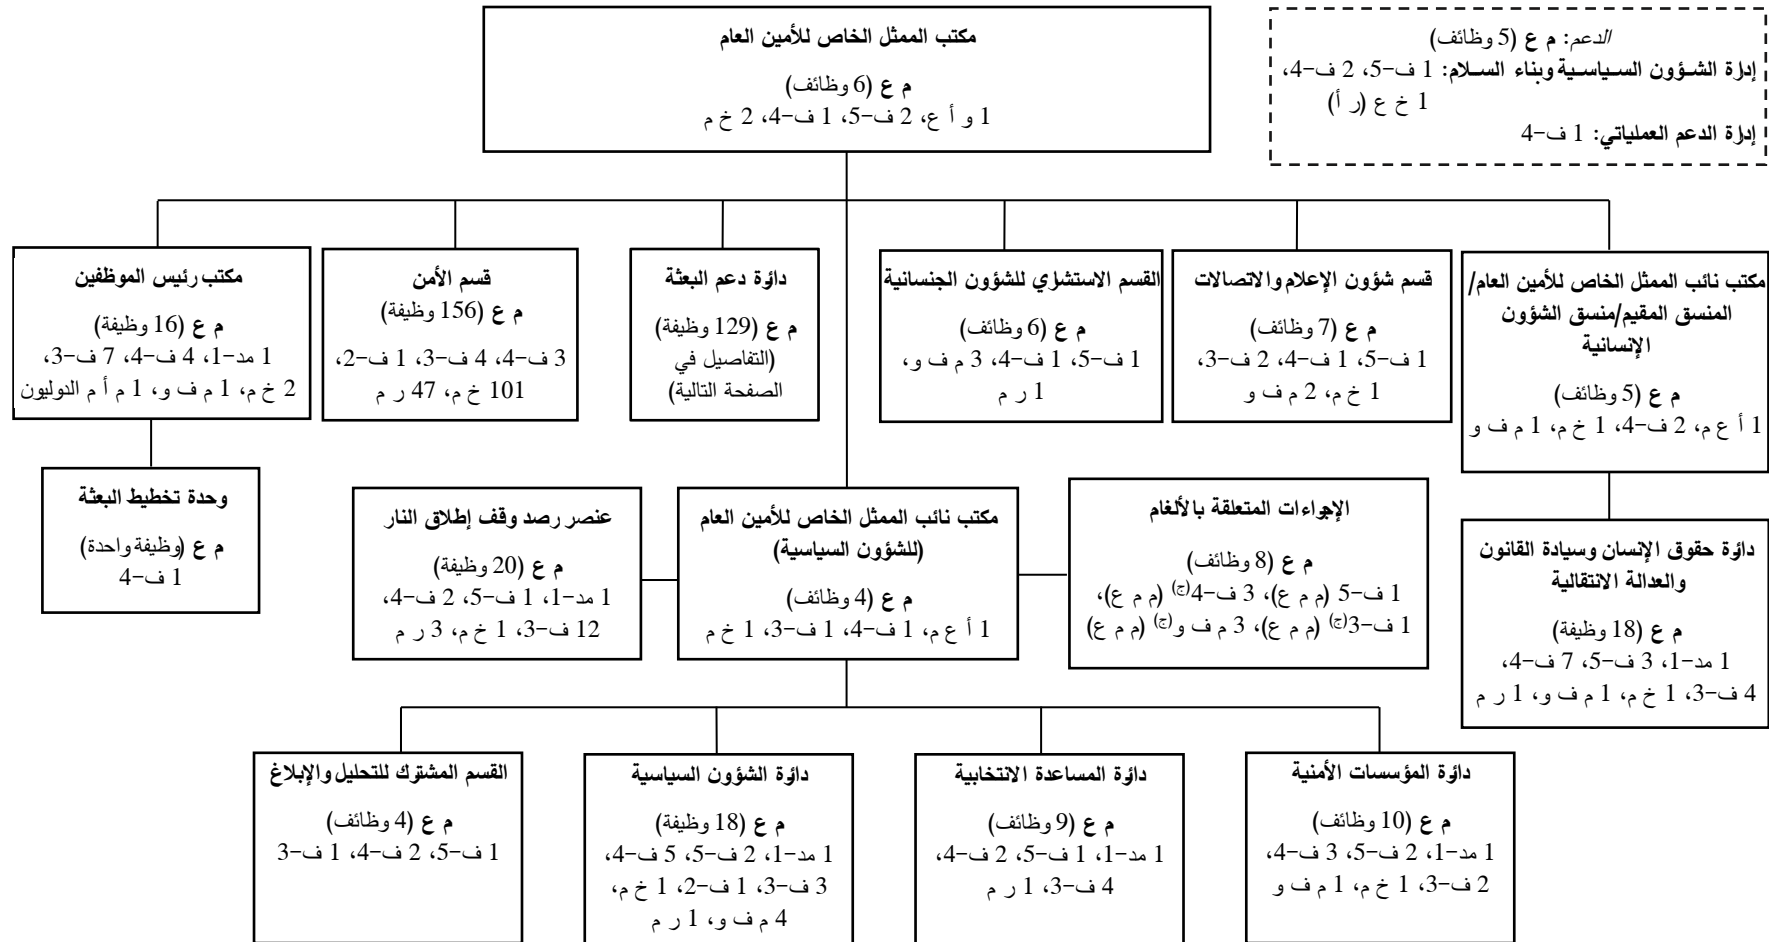 مكتب الممثل الخاص للأمين العام
م ع (6 وظائف)
1 و أ ع، 2 ف-5، 1 ف-4، 2 خ م
الدعم: م ع (5 وظائف)
إدارة الشؤون السياسية وبناء السلام: 1 ف-5، 2 ف-4،
1 خ ع (ر أ)
إدارة الدعم العملياتي: 1 ف-4
مكتب نائب الممثل الخاص للأمين العام/
المنسق المقيم/منسق الشؤون
الإنسانية
م ع (5 وظائف)
1 أ ع م، 2 ف-4، 1 خ م، 1 م ف و
قسم شؤون الإعلام والاتصالات
م ع (7 وظائف)
1 ف-5، 1 ف-4، 2 ف-3،
1 خ م، 2 م ف و
القسم الاستشاري للشؤون الجنسانية
م ع (6 وظائف)
1 ف-5، 1 ف-4، 3 م ف و،
1 ر م
دائرة دعم البعثة
م ع (129 وظيفة)
(التفاصيل في
الصفحة التالية)
قسم الأمن
م ع (156 وظيفة)
3 ف-4، 4 ف-3، 1 ف-2،
101 خ م، 47 ر م
مكتب رئيس الموظفين
م ع (16 وظيفة)
1 مد-1، 4 ف-4، 7 ف-3،
2 خ م، 1 م ف و، 1 م أ م الدوليون
دائرة حقوق الإنسان وسيادة القانون
والعدالة الانتقالية
م ع (18 وظيفة)
1 مد-1، 3 ف-5، 7 ف-4،
4 ف-3، 1 خ م، 1 م ف و، 1 ر م
الإجراءات المتعلقة بالألغام
م ع (8 وظائف)
1 ف-5 (م م ع)، 3 ف-4(ج) (م م ع)،
1 ف-3(ج) (م م ع)، 3 م ف و(ج) (م م ع)
مكتب نائب الممثل الخاص للأمين العام
(للشؤون السياسية)
م ع (4 وظائف)
1 أ ع م، 1 ف-4، 1 ف-3، 1 خ م
عنصر رصد وقف إطلاق النار
م ع (20 وظيفة)
1 مد-1، 1 ف-5، 2 ف-4،
12 ف-3، 1 خ م، 3 ر م
وحدة تخطيط البعثة
م ع (وظيفة واحدة)
1 ف-4
دائرة المؤسسات الأمنية
م ع (10 وظائف)
1 مد-1، 2 ف-5، 3 ف-4،
2 ف-3، 1 خ م، 1 م ف و
دائرة المساعدة الانتخابية
م ع (9 وظائف)
1 مد-1، 1 ف-5، 2 ف-4،
4 ف-3، 1 ر م
دائرة الشؤون السياسية
م ع (18 وظيفة)
1 مد-1، 2 ف-5، 5 ف-4،
3 ف-3، 1 ف-2، 1 خ م،
4 م ف و، 1 ر م
القسم المشترك للتحليل والإبلاغ
م ع (4 وظائف)
1 ف-5، 2 ف-4، 1 ف-3